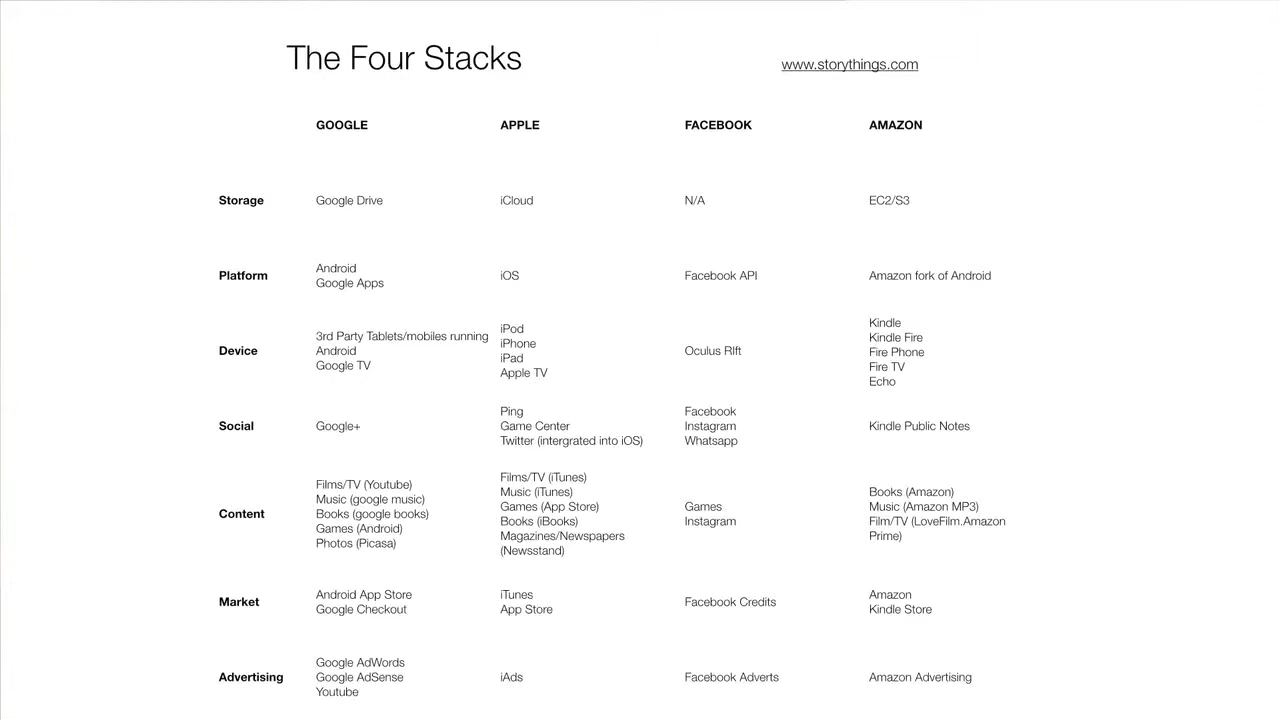 The Four Stacks
www.storythings.com
GOOGLE APPLE FACEBOOK AMAZON
Storage
Google Drive
iCloud
N/A
EC2/S3
Platform
Android
Google Apps
iOS
Facebook API
Amazon fork of Android
Device
3rd Party Tablets/mobiles running
Android
Google TV
iPod
iPhone
iPad
Apple TV
Oculus RIft
Kindle
Kindle Fire
Fire Phone
Fire TV
Echo
Social
Google+
Ping
Game Center
Twitter (intergrated into iOS)
Facebook
Instagram
Whatsapp
Kindle Public Notes
Content
Films/TV (Youtube)
Music (google music)
Books (google books)
Games (Android)
Photos (Picasa)
Films/TV (iTunes)
Music (iTunes)
Games (App Store)
Books (iBooks)
Magazines/Newspapers
(Newsstand)
Games
Instagram
Books (Amazon)
Music (Amazon MP3)
Film/TV (LoveFilm.Amazon
Prime)
Market
Android App Store
Google Checkout
iTunes
App Store
Facebook Credits
Amazon
Kindle Store
Advertising
Google AdWords
Google AdSense
Youtube
iAds
Facebook Adverts
Amazon Advertising